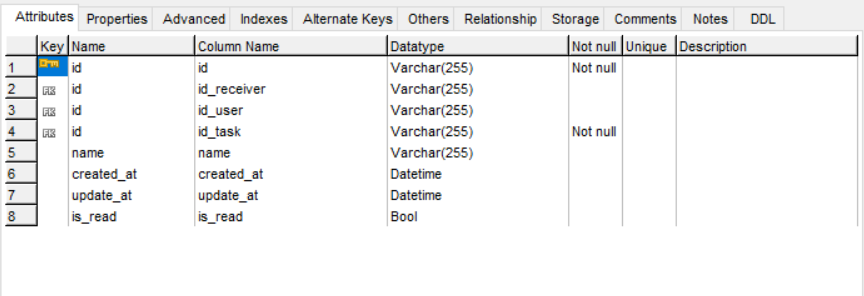 Attributes Properties Advanced Indexes Alternate Keys Others Relationship Storage Comments Notes DDL
Key Name Column Name Datatype Not null Unique Description
1 id id Varchar(255) Not null
2 FK id id_receiver Varchar(255)
3 FK id id_user Varchar(255)
4 FK id id_task Varchar(255) Not null
5 name name Varchar(255)
6 created_at created_at Datetime
7 update_at update_at Datetime
8 is_read is_read Bool